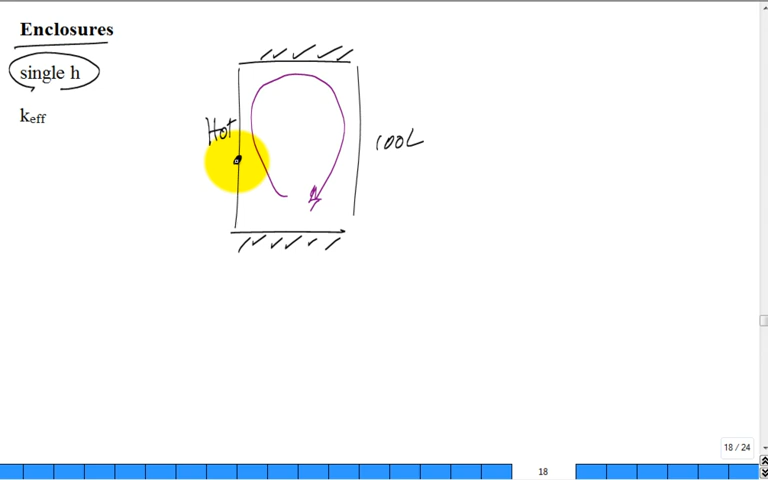 Enclosures
single h
keff
Hot
COOL
18 / 24
18